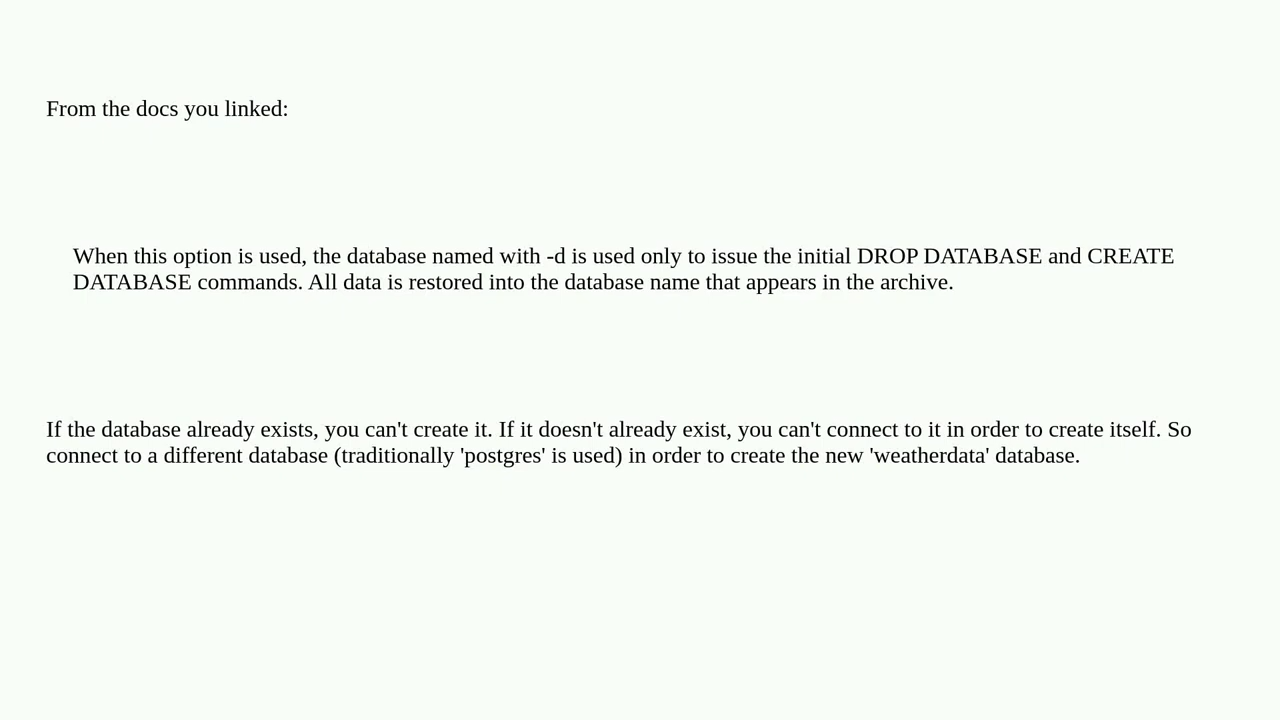 From the docs you linked:
When this option is used, the database named with -d is used only to issue the initial DROP DATABASE and CREATE
DATABASE commands. All data is restored into the database name that appears in the archive.
If the database already exists, you can't create it. If it doesn't already exist, you can't connect to it in order to create itself. So
connect to a different database (traditionally 'postgres' is used) in order to create the new 'weatherdata' database.